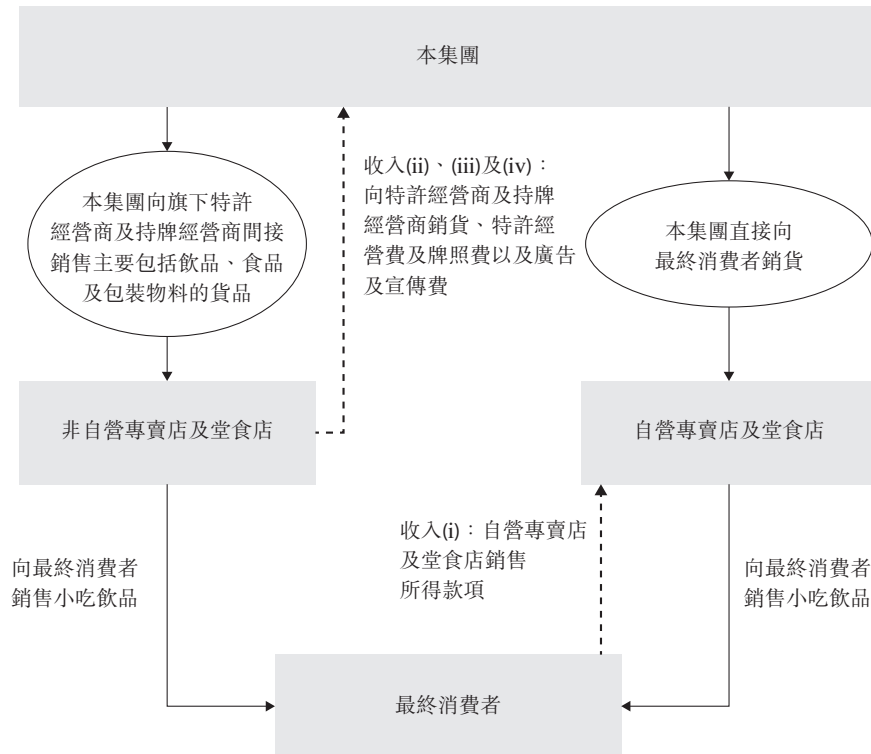 本集團
本集團向旗下特許
經營商及持牌經營商間接
銷售主要包括飲品、食品
及包裝物料的貨品
收入(ii)、(iii)及(iv)：
向特許經營商及持牌
經營商銷貨、特許經
營費及牌照費以及廣告
及宣傳費
本集團直接向
最終消費者銷貨
非自營專賣店及堂食店
自營專賣店及堂食店
向最終消費者
銷售小吃飲品
收入(i)：自營專賣店
及堂食店銷售
所得款項
向最終消費者
銷售小吃飲品
最終消費者